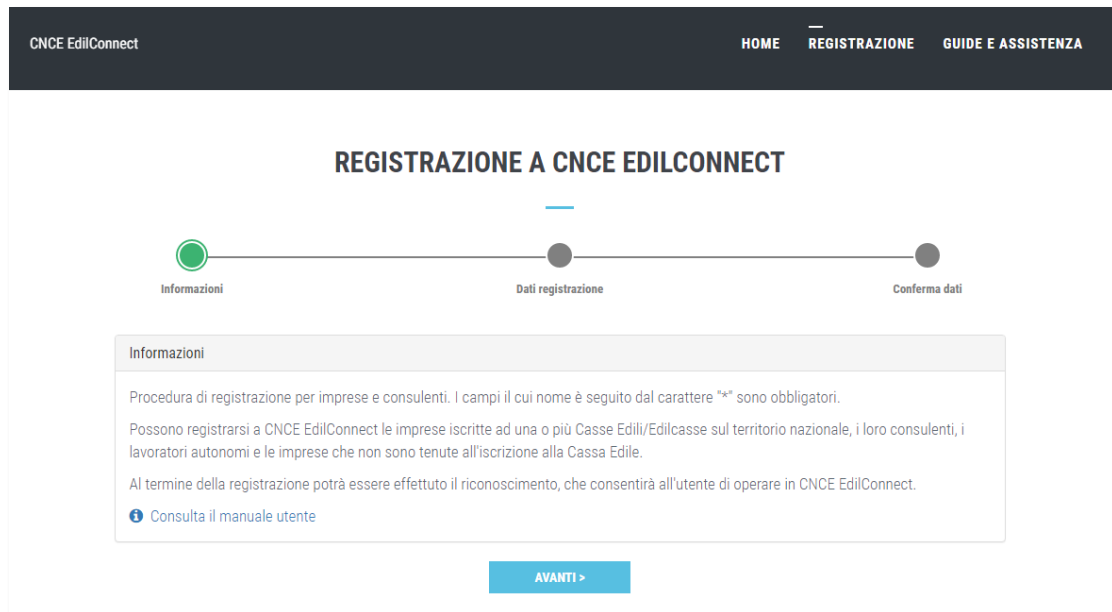 CNCE EdilConnect
HOME REGISTRAZIONE GUIDE E ASSISTENZA
REGISTRAZIONE A CNCE EDILCONNECT
Informazioni Dati registrazione Conferma dati
Informazioni
Procedura di registrazione per imprese e consulenti. I campi il cui nome è seguito dal carattere "*" sono obbligatori.
Possono registrarsi a CNCE EdilConnect le imprese iscritte ad una o più Casse Edili/Edilcasse sul territorio nazionale, i loro consulenti, i
lavoratori autonomi e le imprese che non sono tenute all'iscrizione alla Cassa Edile.
Al termine della registrazione potrà essere effettuto il riconoscimento, che consentirà all'utente di operare in CNCE EdilConnect.
Consulta il manuale utente
AVANTI >